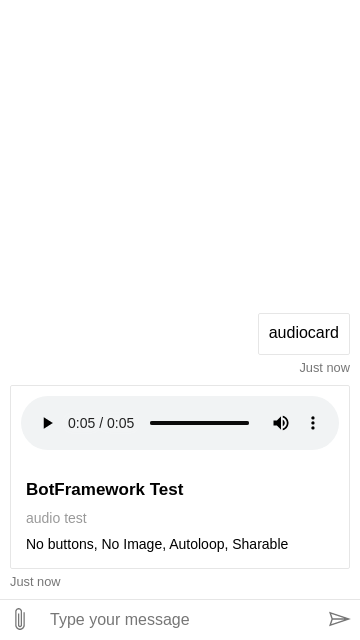 audiocard
Just now
0:05 / 0:05
BotFramework Test
audio test
No buttons, No Image, Autoloop, Sharable
Just now
Type your message